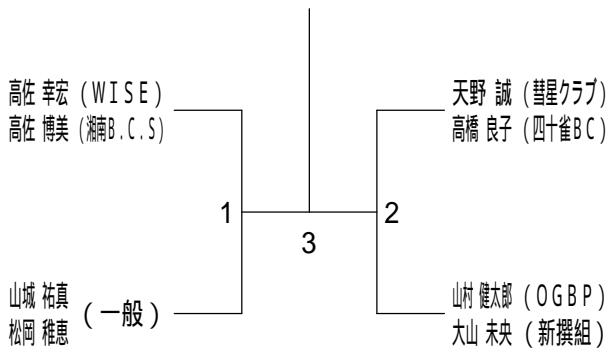 高佐 幸宏 (WISE)
高佐 博美 (湘南B.C.S)
天野 誠 (彗星クラブ)
高橋 良子 (四十雀BC)
1
2
3
山城 祐真
松岡 稚恵
(一般)
山村 健太郎 (OGBP)
大山 未央 (新撰組)